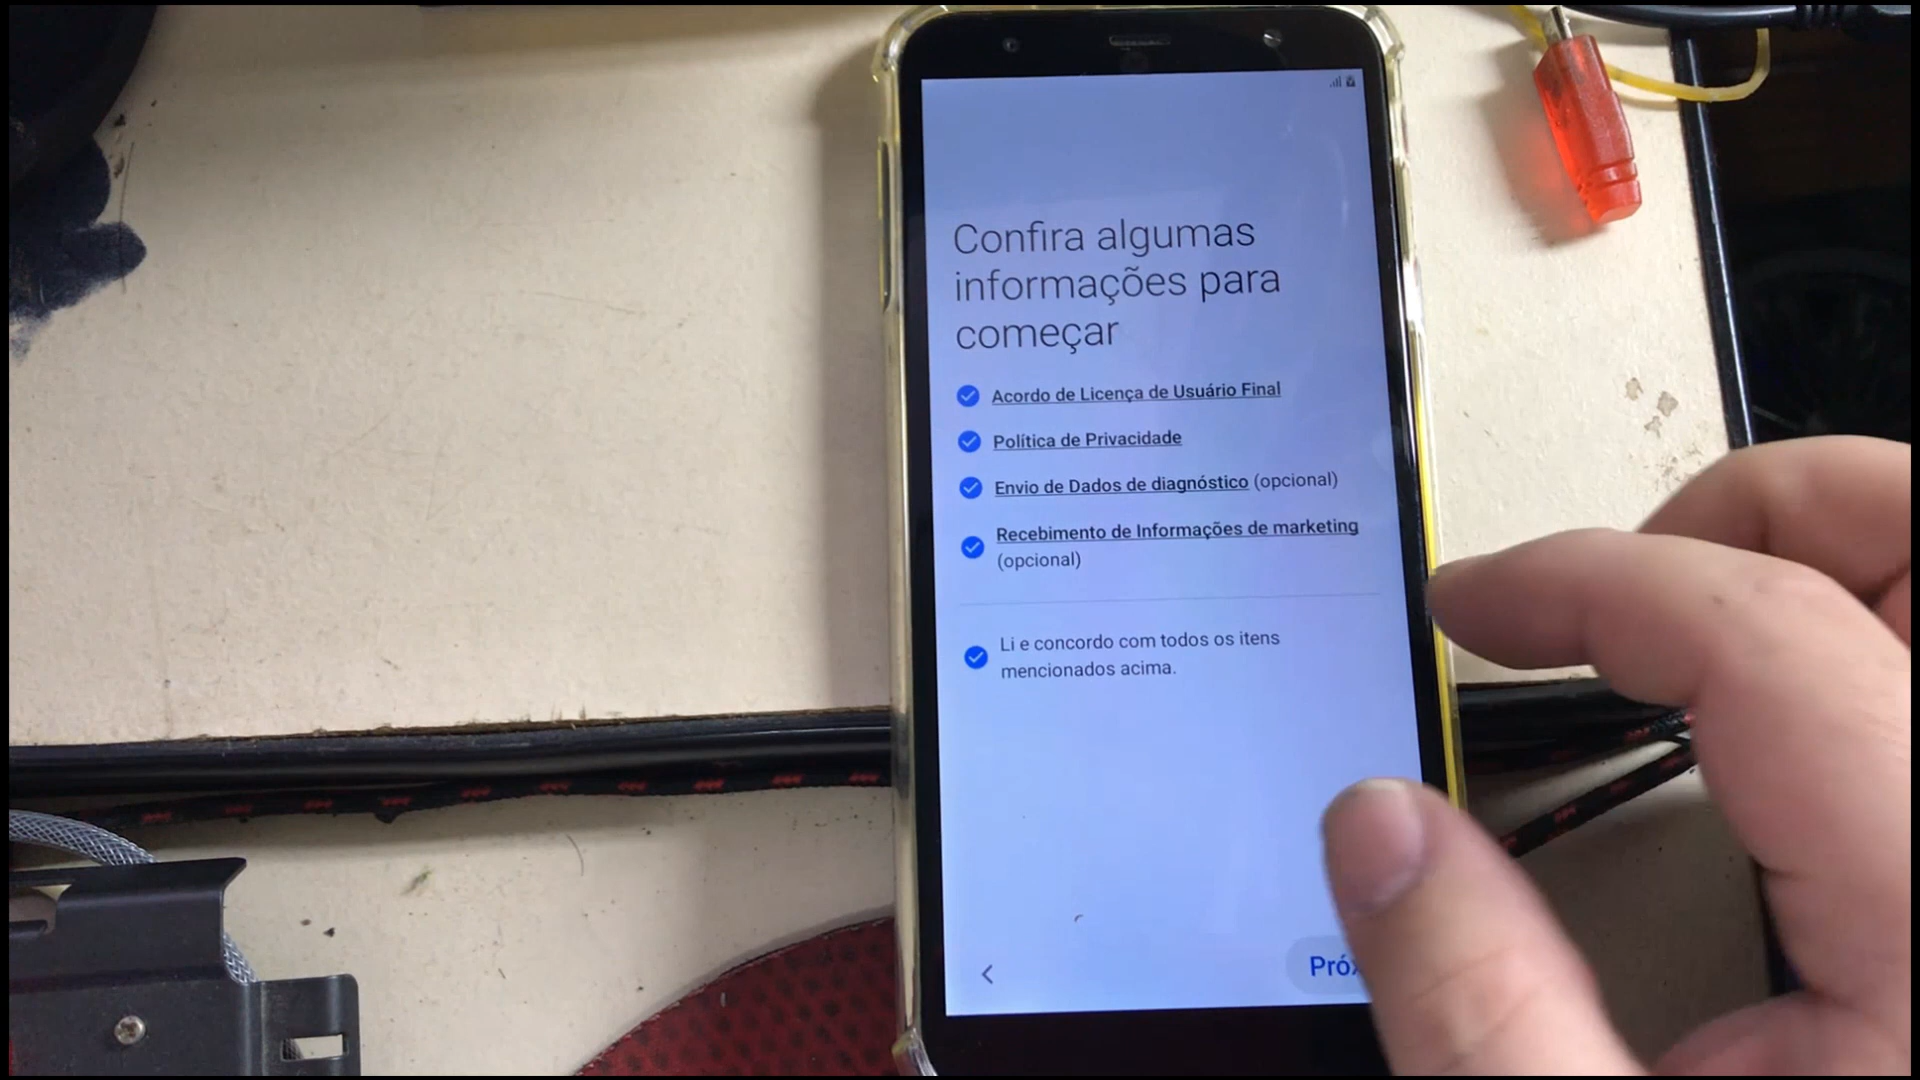 Confira algumas
informações para
começar
Acordo de Licença de Usuário Final
Política de Privacidade
Envio de Dados de diagnóstico (opcional)
Recebimento de Informações de marketing
(opcional)
Li e concordo com todos os itens
mencionados acima.